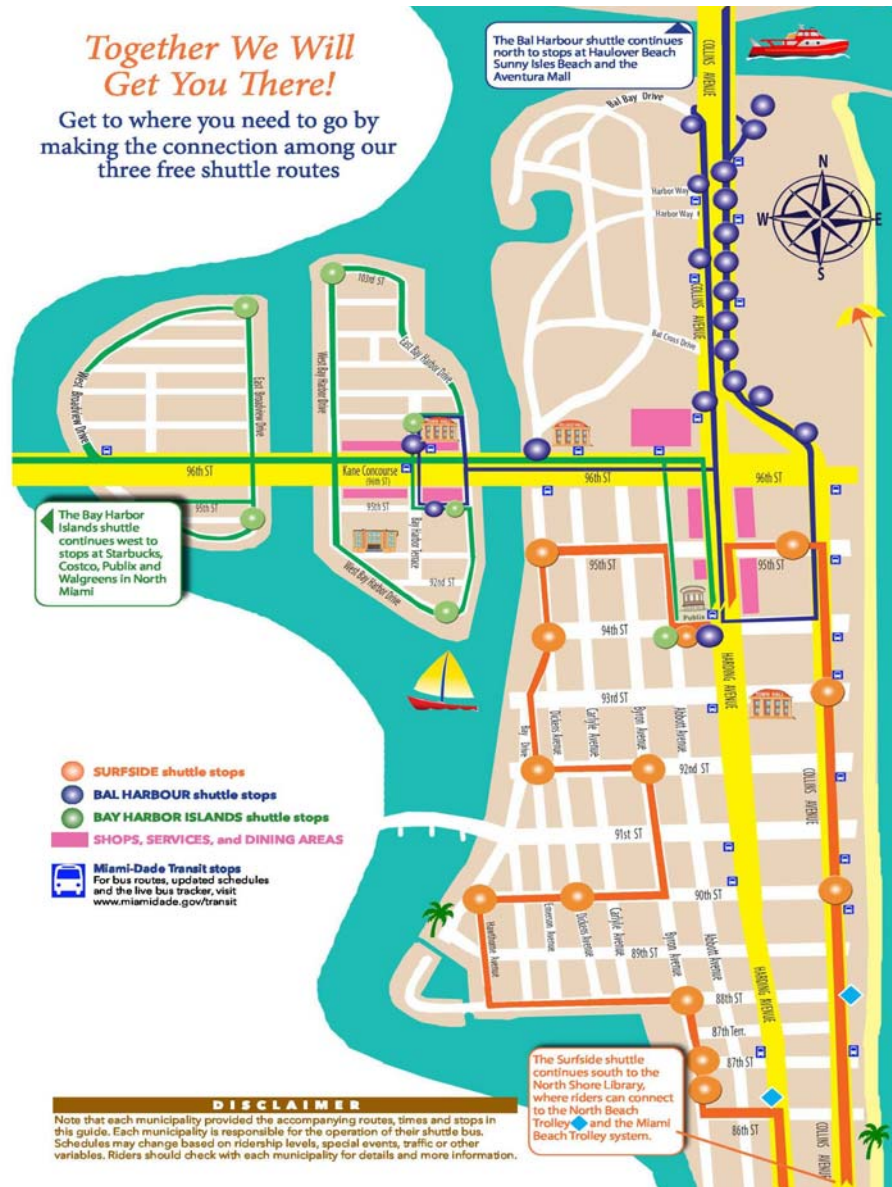 Together We Will
Get You There!
Get to where you need to go by
making the connection among our
three free shuttle routes
The Bal Harbour shuttle continues
north to stops at Haulover Beach
Sunny Isles Beach and the
Aventura Mall
COLLINS AVENUE
Bal Bay Drive
Harbor Way
Harbor Way
N
W
E
S
COLLINS AVENUE
COLLINS AVENUE
Bal Cross Drive
103rd ST
East Bay Harbor Drive
West Bay Harbor Drive
West Broadview Drive
East Broadview Drive
96th ST
Kane Concourse
(96th ST)
96th ST
96th ST
95th ST
95th ST
Bay Harbor Terrace
92nd ST
West Bay Harbor Drive
The Bay Harbor
Islands shuttle
continues west to
stops at Starbucks,
Costco, Publix and
Walgreens in North
Miami
95th ST
95th ST
Publix
94th ST
93rd ST
HARDING AVENUE
TOWN HALL
Bay Drive
Dickens Avenue
Carlyle Avenue
Byron Avenue
Abbott Avenue
92nd ST
COLLINS AVENUE
91st ST
90th ST
Hawthorne Avenue
Emerson Avenue
Dickens Avenue
Carlyle Avenue
89th ST
Byron Avenue
Abbott Avenue
HARDING AVENUE
88th ST
87th Terr.
87th ST
86th ST
COLLINS AVENUE
SURFSIDE shuttle stops
BAL HARBOUR shuttle stops
BAY HARBOR ISLANDS shuttle stops
SHOPS, SERVICES, and DINING AREAS
Miami-Dade Transit stops
For bus routes, updated schedules
and the live bus tracker, visit
www.miamidade.gov/transit
The Surfside shuttle
continues south to the
North Shore Library,
where riders can connect
to the North Beach
Trolley and the Miami
Beach Trolley system.
DISCLAIMER
Note that each municipality provided the accompanying routes, times and stops in
this guide. Each municipality is responsible for the operation of their shuttle bus.
Schedules may change based on ridership levels, special events, traffic or other
variables. Riders should check with each municipality for details and more information.